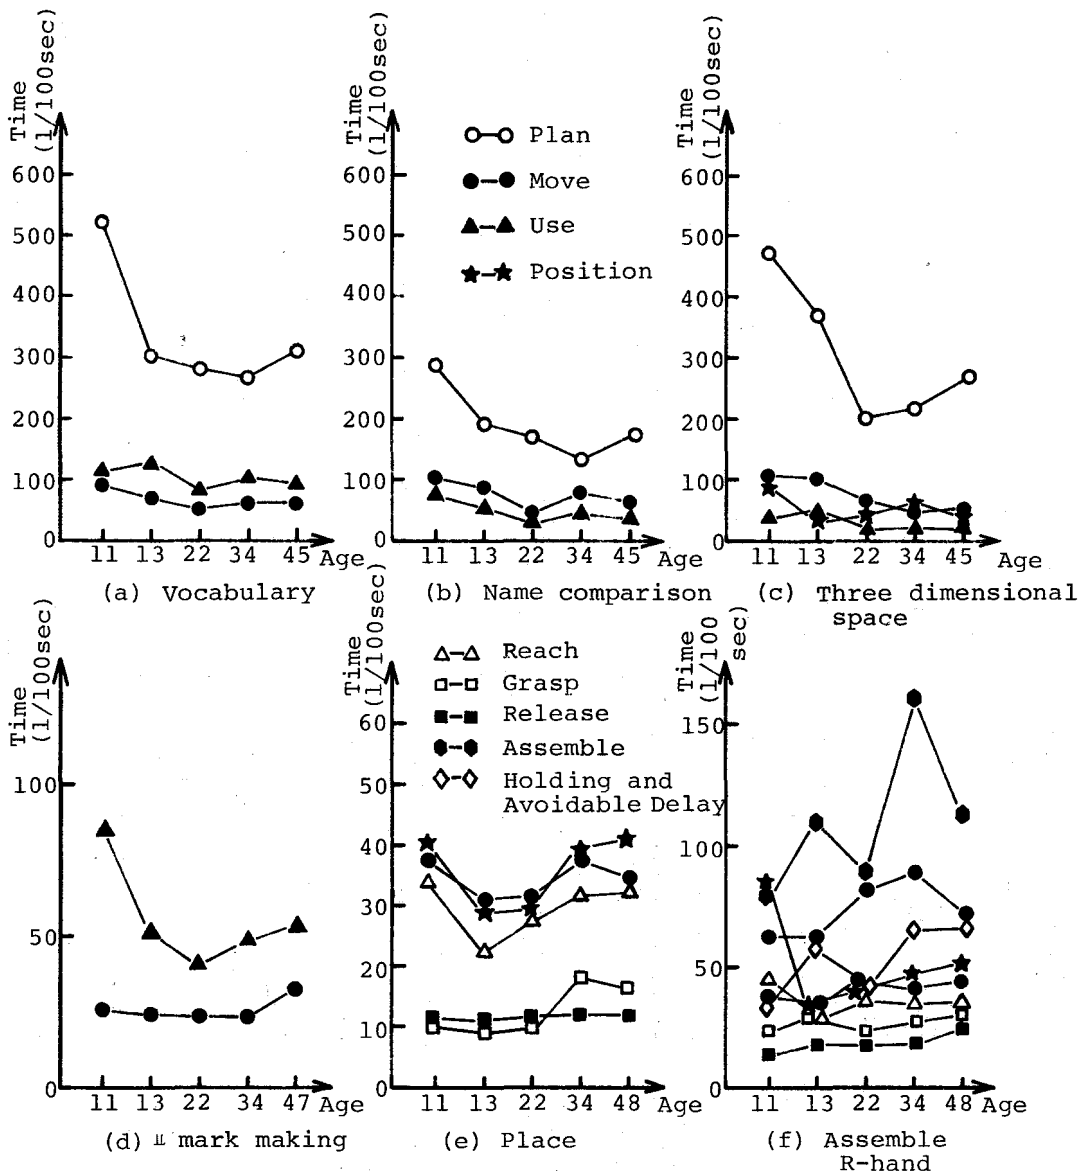 Time
(1/100sec)
600
500
400
300
200
100
0
11 13 22 34 45 Age
(a) Vocabulary
Time
(1/100sec)
600
500
400
300
200
100
0
11 13 22 34 45 Age
(b) Name comparison
Plan
Move
Use
Position
Time
(1/100sec)
600
500
400
300
200
100
0
11 13 22 34 45 Age
(c) Three dimensional
space
Time
(1/100sec)
100
50
0
11 13 22 34 47 Age
(d) ⫫ mark making
Time
(1/100sec)
60
50
40
30
20
10
0
11 13 22 34 48 Age
(e) Place
Reach
Grasp
Release
Assemble
Holding and
Avoidable Delay
Time
(1/100
sec)
150
100
50
0
11 13 22 34 48 Age
(f) Assemble
R-hand